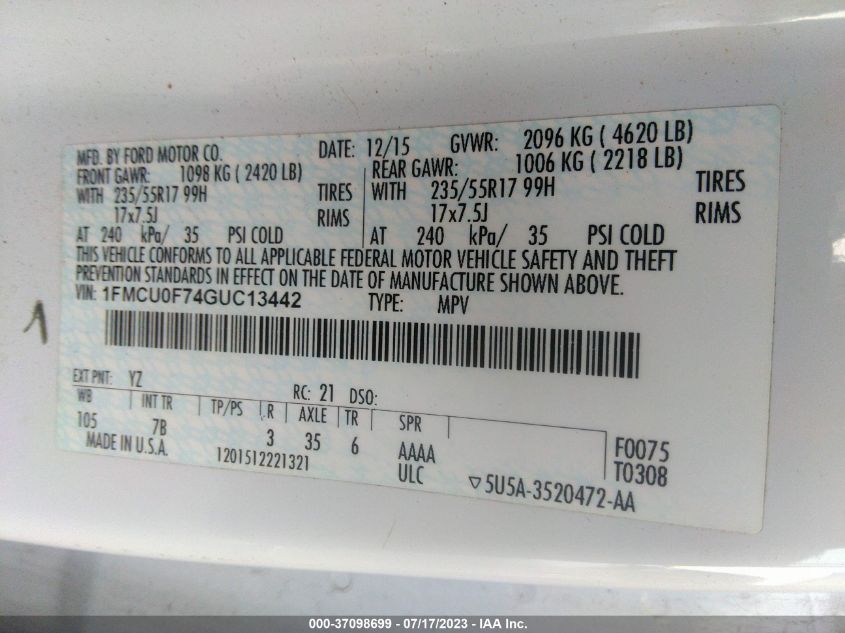 MFD. BY FORD MOTOR CO. DATE: 12/15 GVWR: 2096 KG ( 4620 LB)
FRONT GAWR: 1098 KG ( 2420 LB) REAR GAWR: 1006 KG ( 2218 LB)
WITH 235/55R17 99H TIRES WITH 235/55R17 99H TIRES
17x7.5J RIMS 17x7.5J RIMS
AT 240 kPa/ 35 PSI COLD AT 240 kPa/ 35 PSI COLD
THIS VEHICLE CONFORMS TO ALL APPLICABLE FEDERAL MOTOR VEHICLE SAFETY AND THEFT
PREVENTION STANDARDS IN EFFECT ON THE DATE OF MANUFACTURE SHOWN ABOVE.
VIN: 1FMCU0F74GUC13442 TYPE: MPV
EXT PNT: YZ RC: 21 DSO:
WB INT TR TP/PS R AXLE TR SPR
105 7B 3 35 6 AAAA F0075
MADE IN U.S.A. 1201512221321 ULC T0308
▽5U5A-3520472-AA
000-37098699 - 07/17/2023 - IAA Inc.